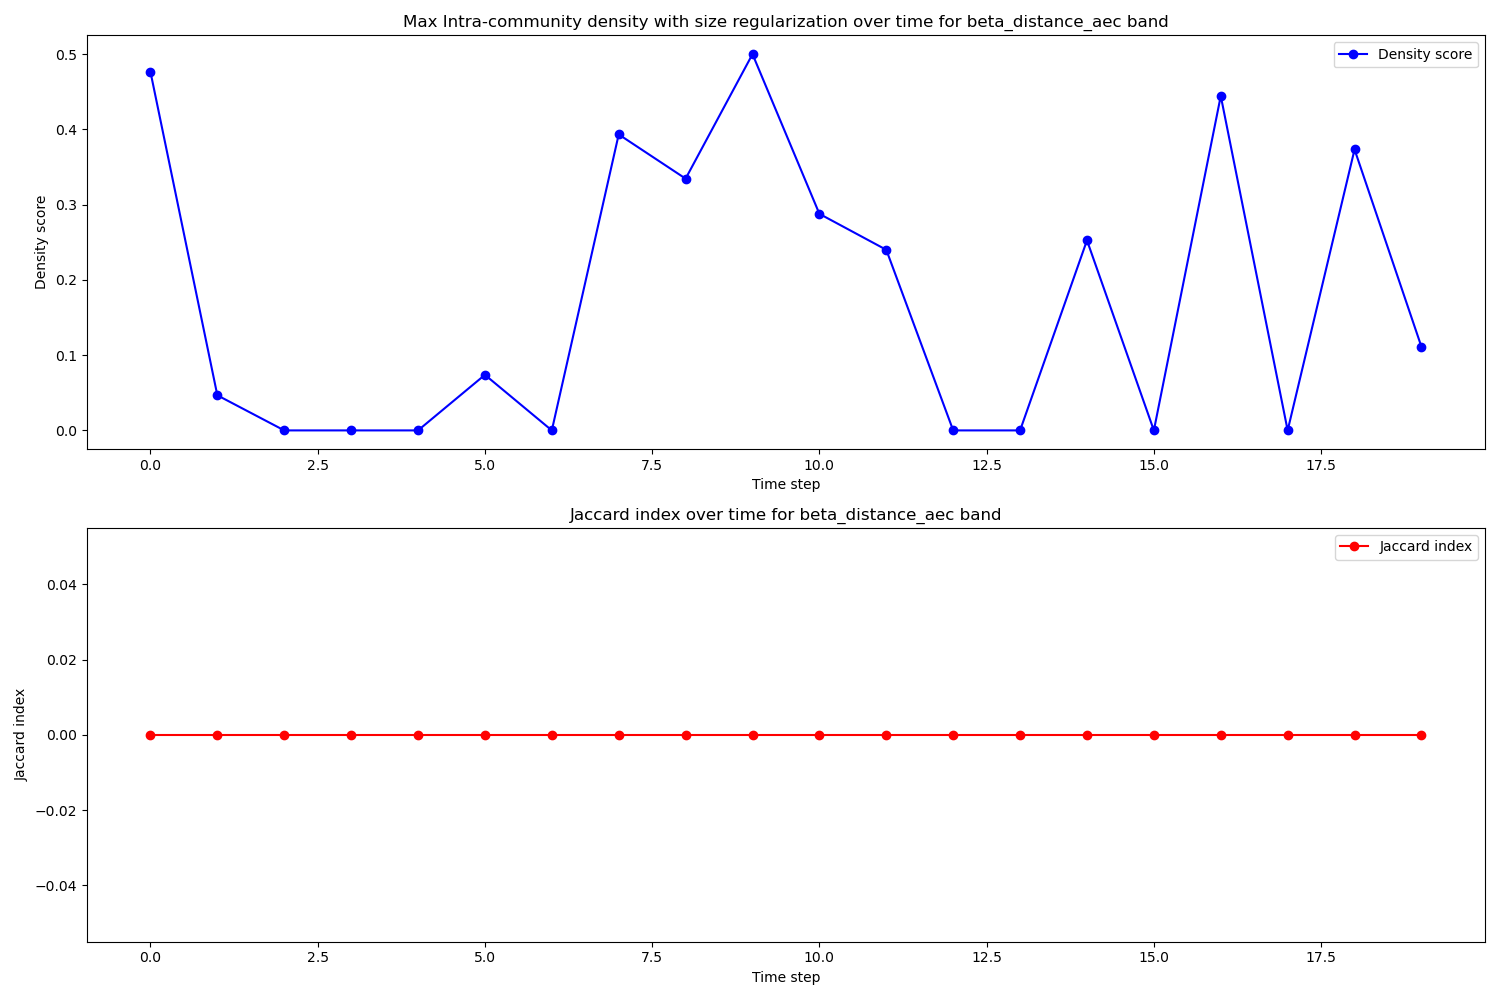 Max Intra-community density with size regularization over time for beta_distance_aec band
Density score
0.5
0.4
0.3
0.2
0.1
0.0
Density score
0.0 2.5 5.0 7.5 10.0 12.5 15.0 17.5
Time step
Jaccard index over time for beta_distance_aec band
Jaccard index
0.04
0.02
0.00
−0.02
−0.04
Jaccard index
0.0 2.5 5.0 7.5 10.0 12.5 15.0 17.5
Time step